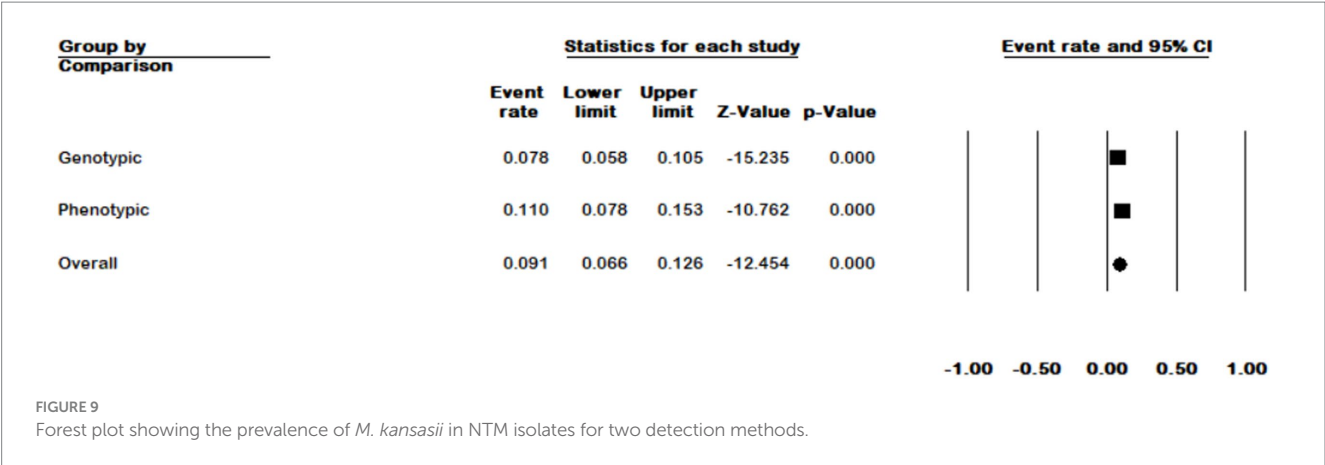 Group by Statistics for each study Event rate and 95% CI
Comparison
Event Lower Upper
rate limit limit Z-Value p-Value
Genotypic 0.078 0.058 0.105 -15.235 0.000
Phenotypic 0.110 0.078 0.153 -10.762 0.000
Overall 0.091 0.066 0.126 -12.454 0.000
-1.00 -0.50 0.00 0.50 1.00
FIGURE 9
Forest plot showing the prevalence of M. kansasii in NTM isolates for two detection methods.